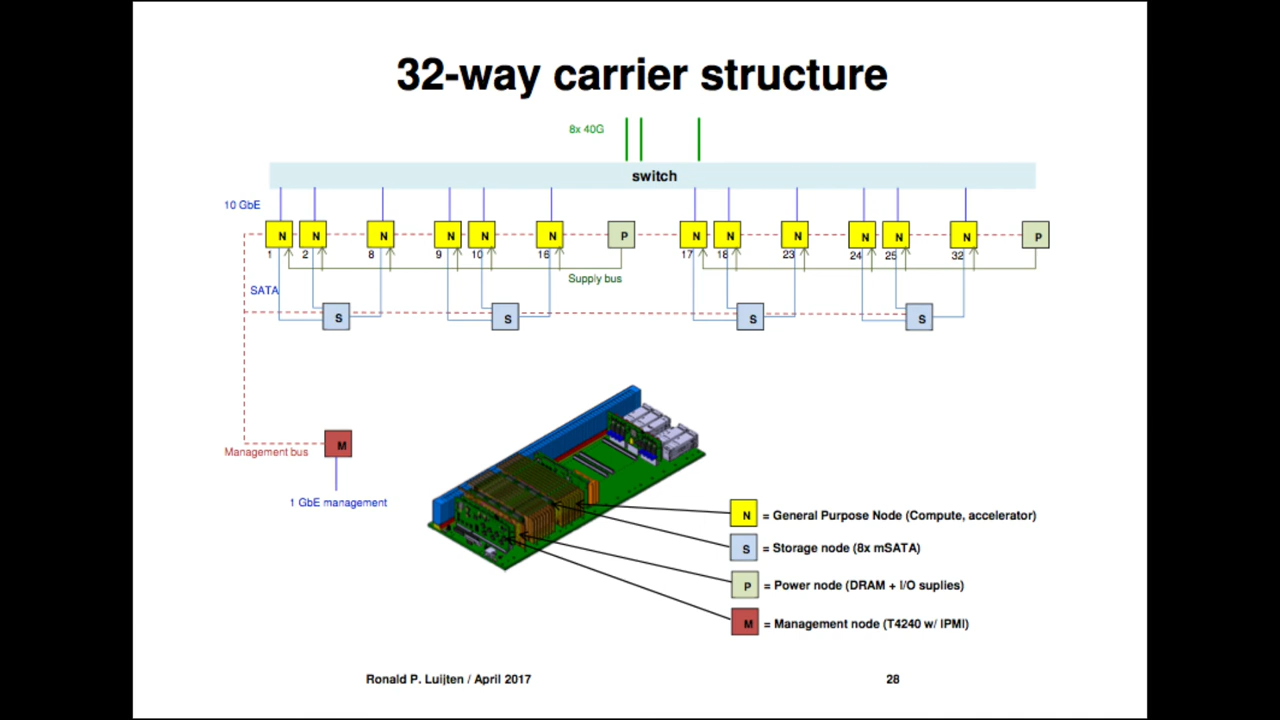 32-way carrier structure
8x 40G
switch
10 GbE
N N N N N N P N N N N N N P
1 2 8 9 10 16 17 18 23 24 25 32
Supply bus
SATA
S S S S
M
Management bus
1 GbE management
N = General Purpose Node (Compute, accelerator)
S = Storage node (8x mSATA)
P = Power node (DRAM + I/O suplies)
M = Management node (T4240 w/ IPMI)
Ronald P. Luijten / April 2017 28